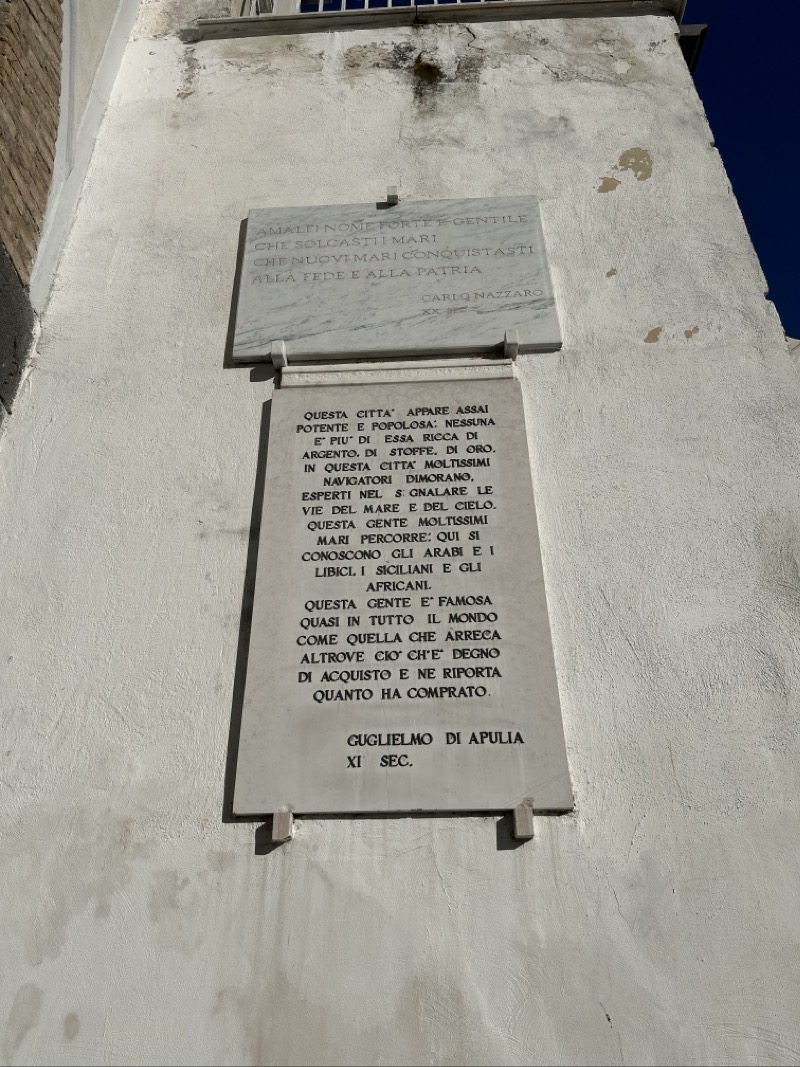 AMALFI NOME FORTE E GENTILE
CHE SOLCASTI I MARI
CHE NUOVI MARI CONQUISTASTI
ALLA FEDE E ALLA PATRIA
CARLO NAZZARO
XX SEC.
QUESTA CITTA' APPARE ASSAI
POTENTE E POPOLOSA: NESSUNA
E' PIU' DI ESSA RICCA DI
ARGENTO, DI STOFFE, DI ORO.
IN QUESTA CITTA' MOLTISSIMI
NAVIGATORI DIMORANO,
ESPERTI NEL SEGNALARE LE
VIE DEL MARE E DEL CIELO.
QUESTA GENTE MOLTISSIMI
MARI PERCORRE: QUI SI
CONOSCONO GLI ARABI E I
LIBICI, I SICILIANI E GLI
AFRICANI.
QUESTA GENTE E' FAMOSA
QUASI IN TUTTO IL MONDO
COME QUELLA CHE ARRECA
ALTROVE CIO' CH'E' DEGNO
DI ACQUISTO E NE RIPORTA
QUANTO HA COMPRATO.
GUGLIELMO DI APULIA
XI SEC.